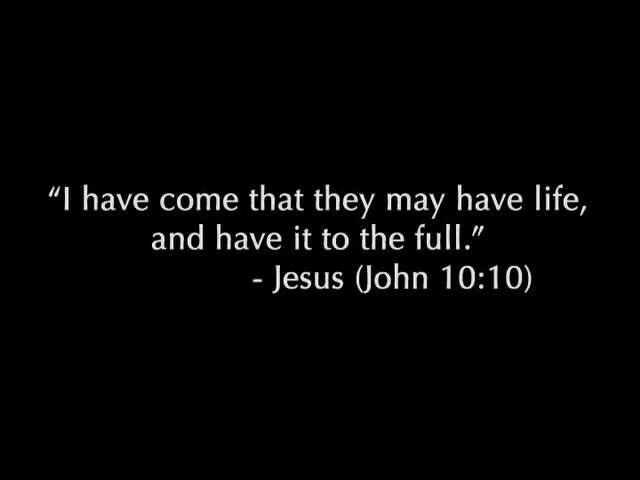 “I have come that they may have life,
and have it to the full.”
- Jesus (John 10:10)